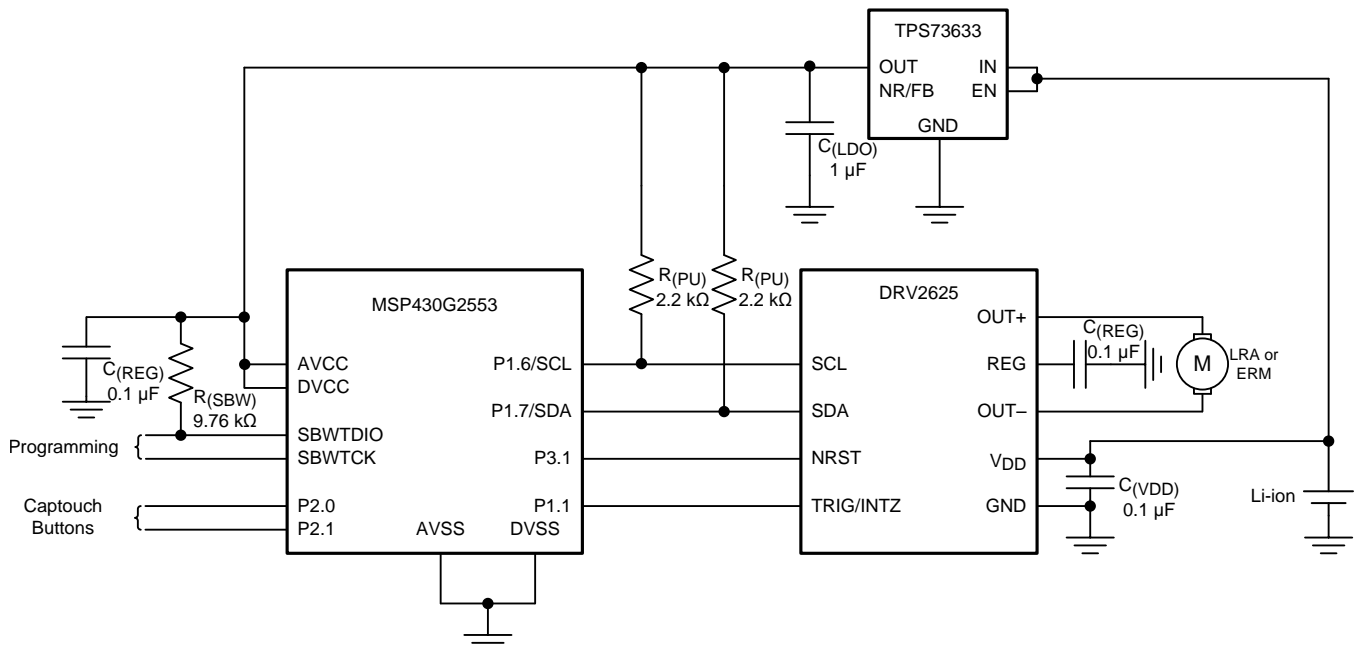 TPS73633
OUT
IN
NR/FB
EN
GND
C(LDO)
1 µF
R(PU)
2.2 kΩ
R(PU)
2.2 kΩ
MSP430G2553
DRV2625
OUT+
C(REG)
0.1 µF
AVCC
P1.6/SCL
SCL
REG
M
LRA or
ERM
C(REG)
0.1 µF
DVCC
R(SBW)
9.76 kΩ
P1.7/SDA
SDA
OUT–
Programming
SBWTDIO
SBWTCK
P3.1
NRST
VDD
C(VDD)
0.1 µF
Li-ion
Captouch
Buttons
P2.0
P2.1
P1.1
TRIG/INTZ
GND
AVSS
DVSS